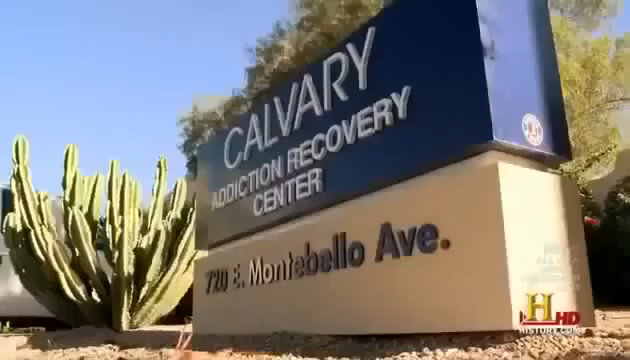 CALVARY
ADDICTION RECOVERY
CENTER
720 E. Montebello Ave.
H HD
HISTORY.COM